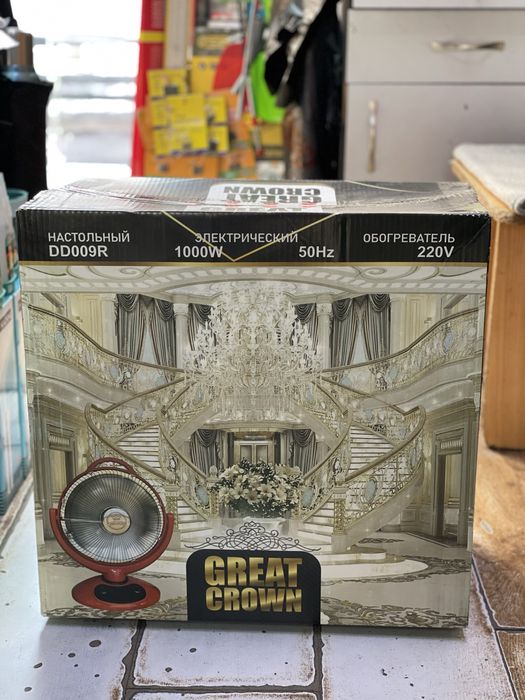 GREAT
CROWN
НАСТОЛЬНЫЙ ЭЛЕКТРИЧЕСКИЙ ОБОГРЕВАТЕЛЬ
DD009R 1000W 50Hz 220V
GREAT
CROWN